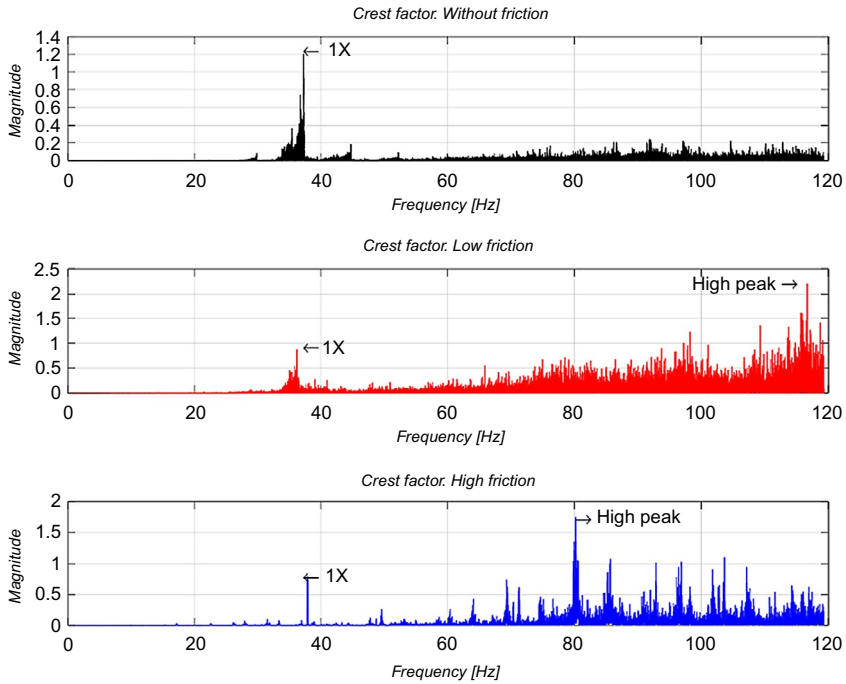 Crest factor. Without friction
1.4
1.2
1
0.6
0.4
0.2
0
Magnitude
← 1X
0 20 40 60 80 100 120
Frequency [Hz]
Crest factor. Low friction
2.5
2
1.5
1
0.5
0
Magnitude
High peak →
← 1X
0 20 40 60 80 100 120
Frequency [Hz]
Crest factor. High friction
2
1.5
1
0.5
0
Magnitude
→ High peak
← 1X
0 20 40 60 80 100 120
Frequency [Hz]